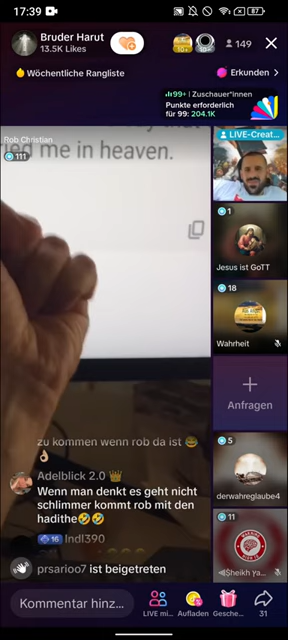 17:39
87
Bruder Harut
13.5K Likes
149
Wöchentliche Rangliste
Erkunden >
99+ | Zuschauer*innen
Punkte erforderlich
für 99: 204.1K
Rob Christian
111
me in heaven.
LIVE-Creat...
1
Jesus ist GoTT
18
Wahrheit
+
Anfragen
5
derwahreglaube4
11
zu kommen wenn rob da ist 😂
👌🏼
Adelblick 2.0 👑
Wenn man denkt es geht nicht
schlimmer kommt rob mit den
hadithe🤣🤣
16 Indl390
prsarioo7 ist beigetreten
Kommentar hinz...
LIVE mi...
Aufladen
Gesche...
31